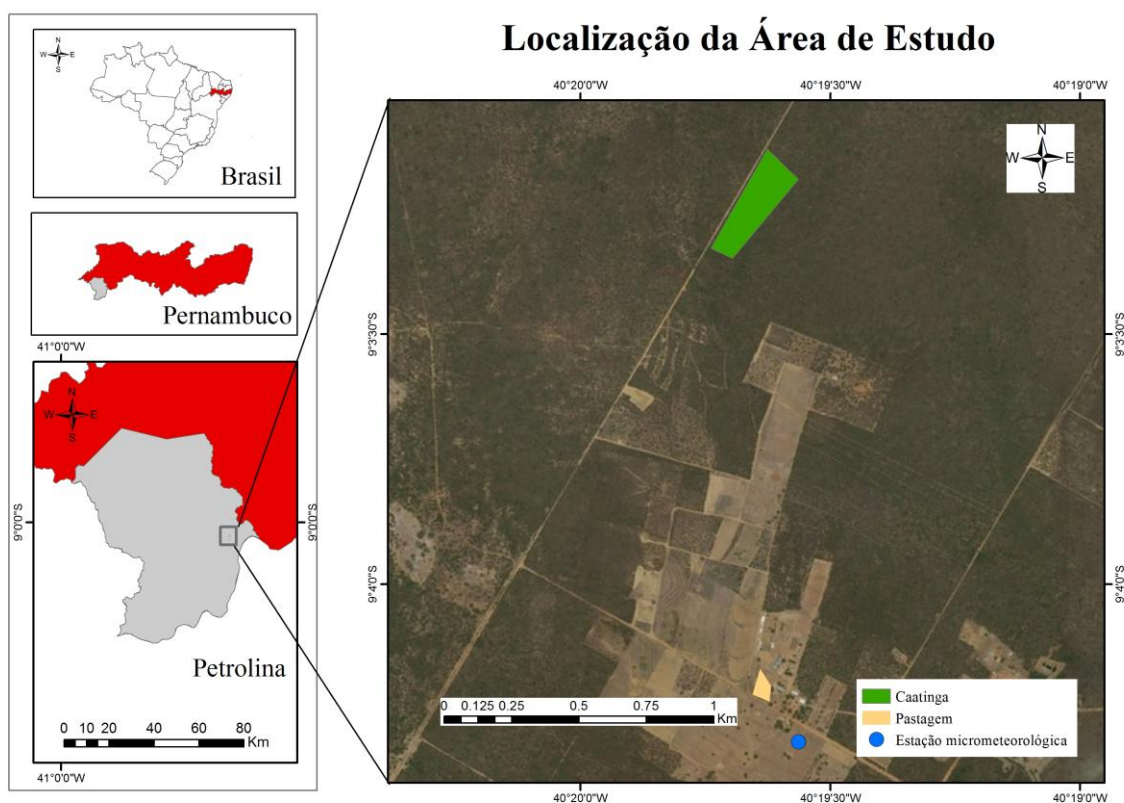 Localização da Área de Estudo
N
W E
S
Brasil
Pernambuco
41°0'0"W
N
W E
S
9°0'0"S
9°0'0"S
Petrolina
0 10 20 40 60 80
Km
41°0'0"W
40°20'0"W
40°19'30"W
40°19'0"W
N
W E
S
9°3'30"S
9°3'30"S
9°4'0"S
9°4'0"S
0 0.125 0.25 0.5 0.75 1
Km
Caatinga
Pastagem
Estação micrometeorológica
40°20'0"W
40°19'30"W
40°19'0"W